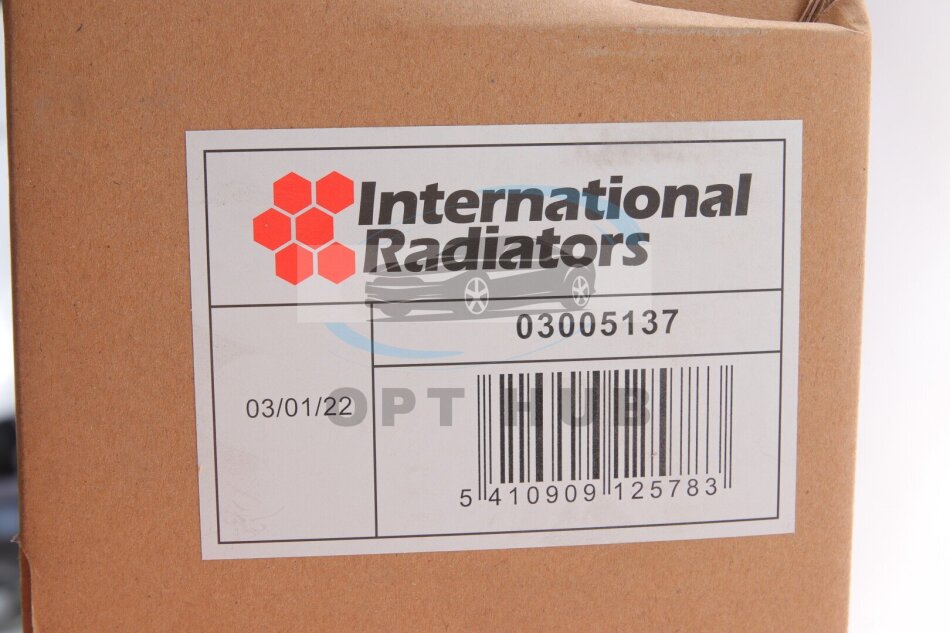 International
Radiators
03005137
03/01/22
OPT HUB
5 410909 125783